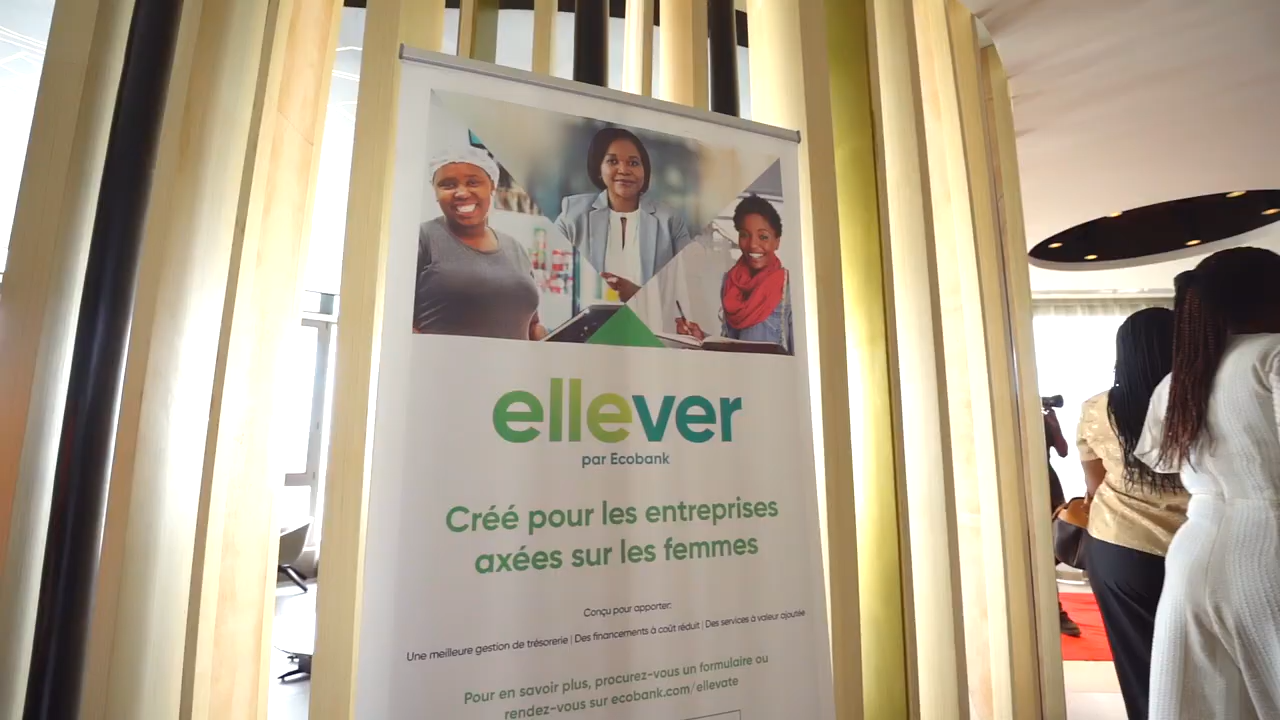 ellever
par Ecobank
Créé pour les entreprises
axées sur les femmes
Conçu pour apporter:
Une meilleure gestion de trésorerie | Des financements à coût réduit | Des services à valeur ajoutée
Pour en savoir plus, procurez-vous un formulaire ou
rendez-vous sur ecobank.com/ellevate